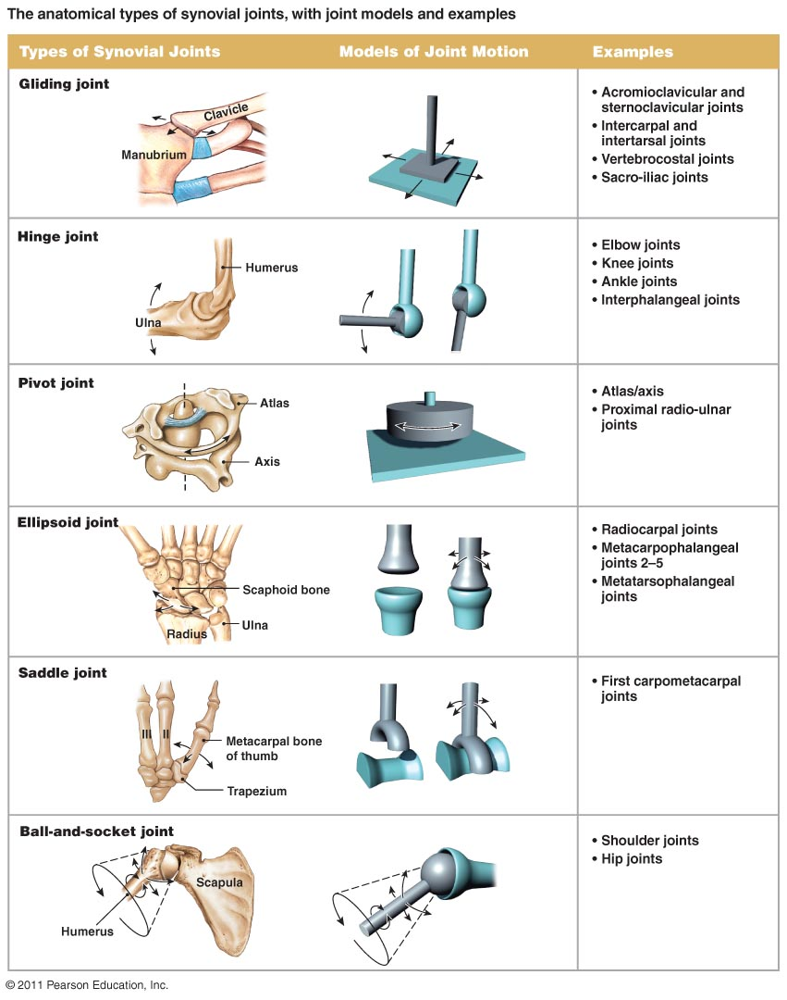 The anatomical types of synovial joints, with joint models and examples
Types of Synovial Joints
Models of Joint Motion
Examples
Gliding joint
Clavicle
Manubrium
• Acromioclavicular and
sternoclavicular joints
• Intercarpal and
intertarsal joints
• Vertebrocostal joints
• Sacro-iliac joints
Hinge joint
Humerus
Ulna
• Elbow joints
• Knee joints
• Ankle joints
• Interphalangeal joints
Pivot joint
Atlas
Axis
• Atlas/axis
• Proximal radio-ulnar
joints
Ellipsoid joint
Scaphoid bone
Ulna
Radius
• Radiocarpal joints
• Metacarpophalangeal
joints 2–5
• Metatarsophalangeal
joints
Saddle joint
III
II
Metacarpal bone
of thumb
Trapezium
• First carpometacarpal
joints
Ball-and-socket joint
Scapula
Humerus
• Shoulder joints
• Hip joints
© 2011 Pearson Education, Inc.